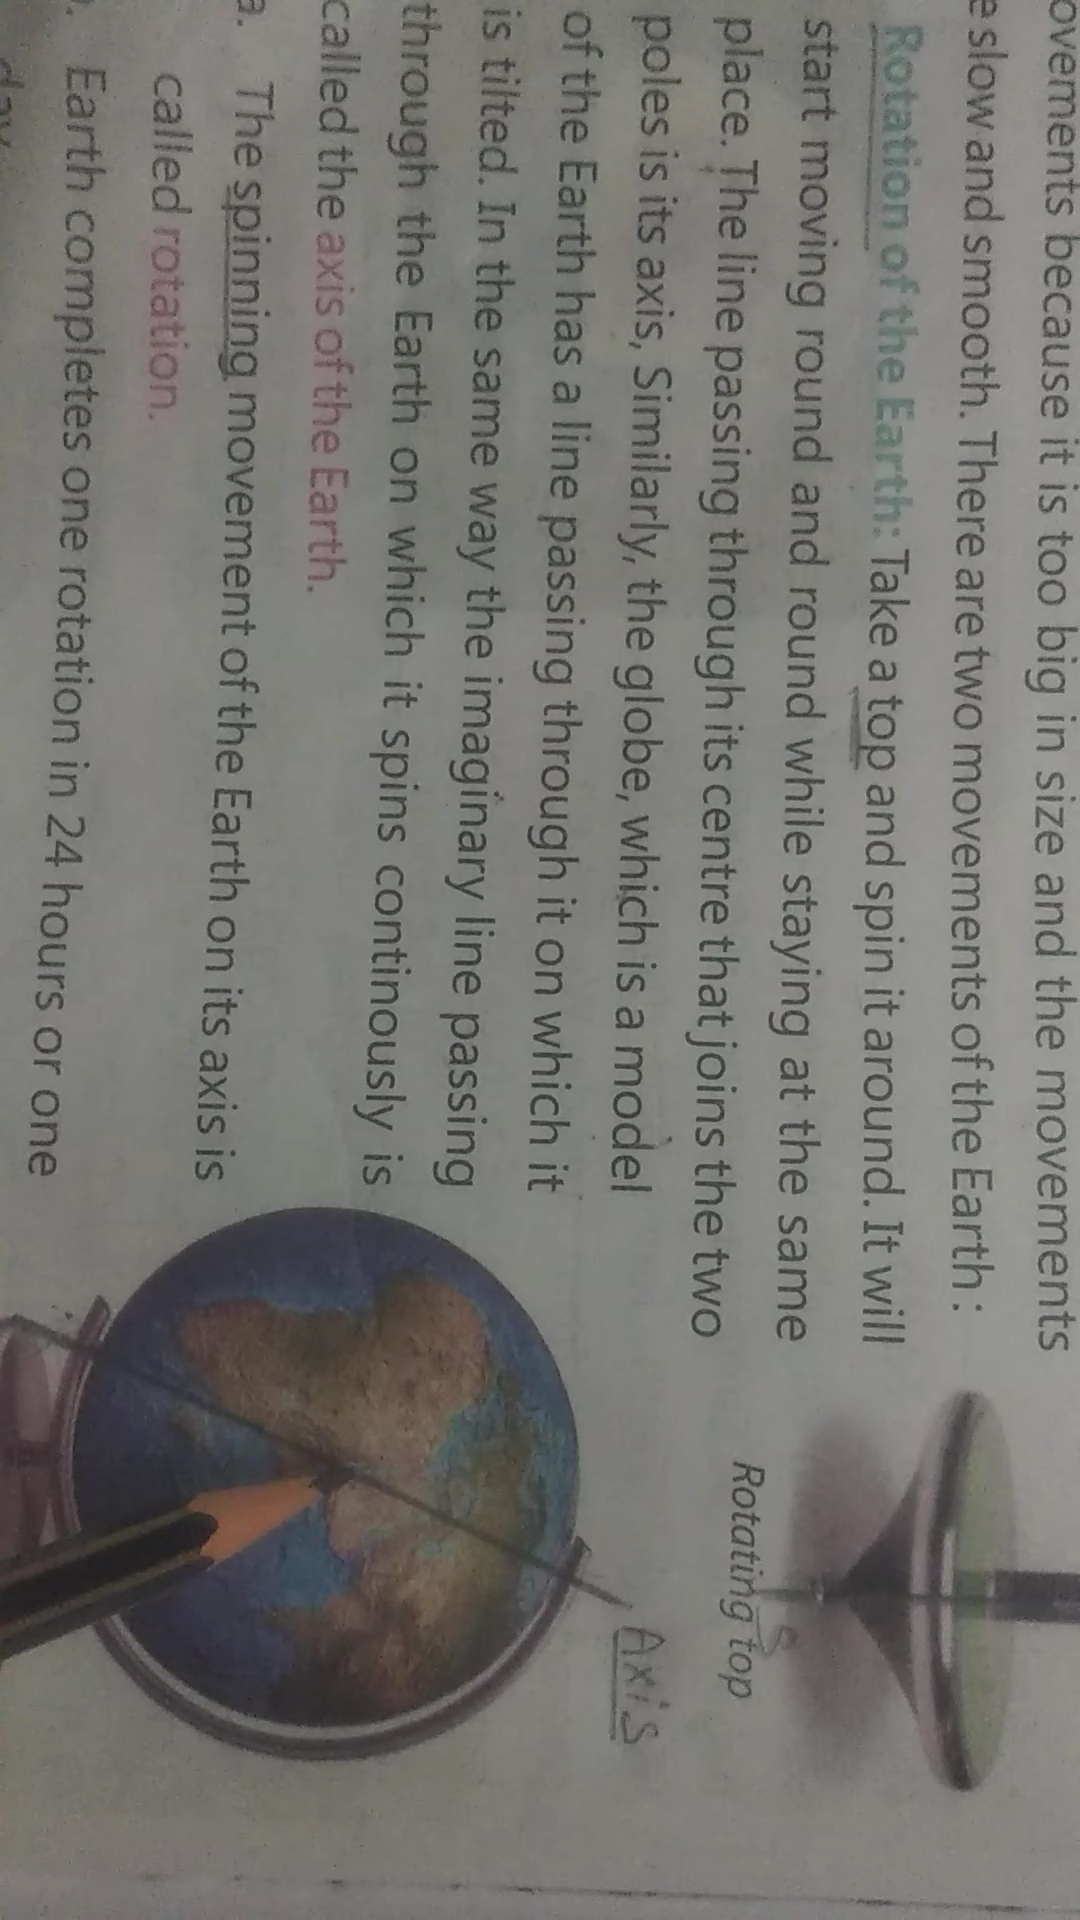 ovements because it is too big in size and the movements
e slow and smooth. There are two movements of the Earth :
Rotation of the Earth: Take a top and spin it around. It will
start moving round and round while staying at the same
place. The line passing through its centre that joins the two
poles is its axis, Similarly, the globe, which is a model
of the Earth has a line passing through it on which it
is tilted. In the same way the imaginary line passing
through the Earth on which it spins continously is
called the axis of the Earth.
a. The spinning movement of the Earth on its axis is
called rotation.
. Earth completes one rotation in 24 hours or one
day
Rotating top
S
Axis